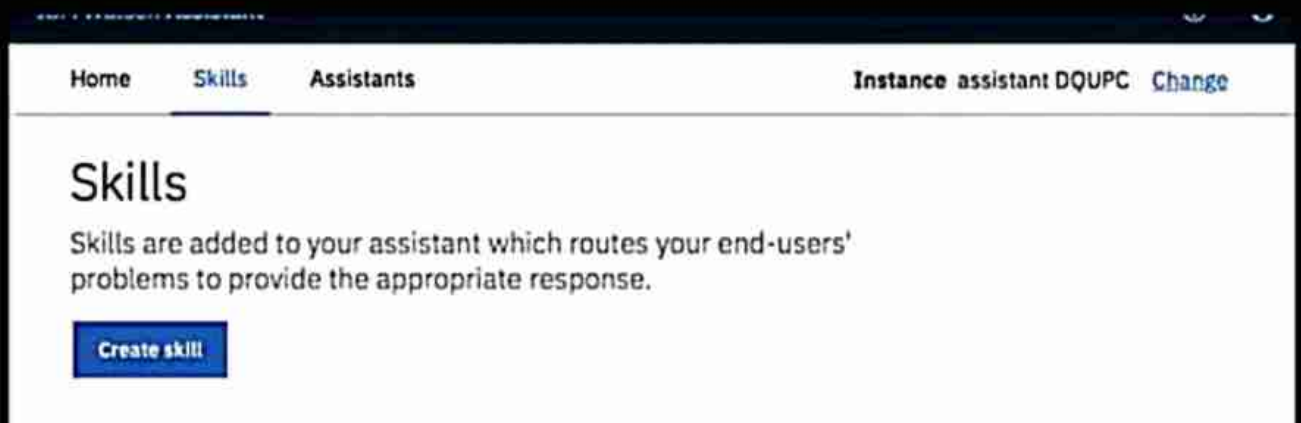 Assistant
Home Skills Assistants Instance assistant DQUPC Change
Skills
Skills are added to your assistant which routes your end-users'
problems to provide the appropriate response.
Create skill